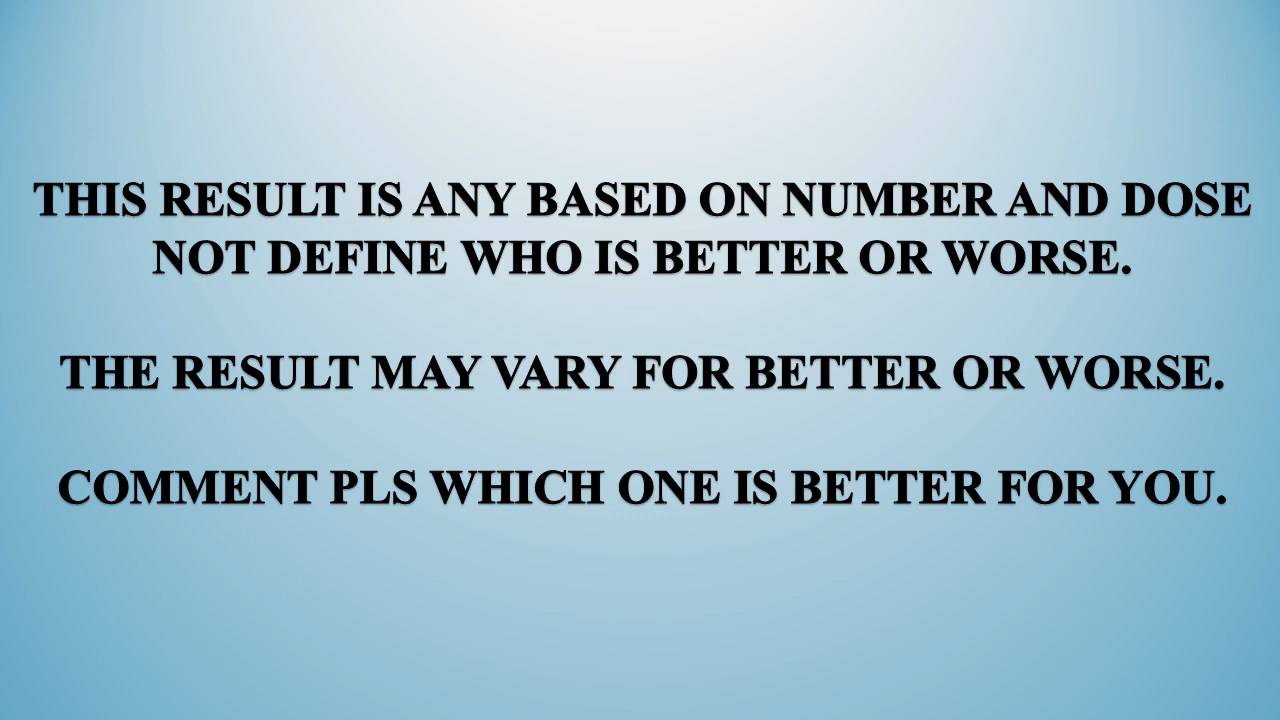 THIS RESULT IS ANY BASED ON NUMBER AND DOSE
NOT DEFINE WHO IS BETTER OR WORSE.
THE RESULT MAY VARY FOR BETTER OR WORSE.
COMMENT PLS WHICH ONE IS BETTER FOR YOU.